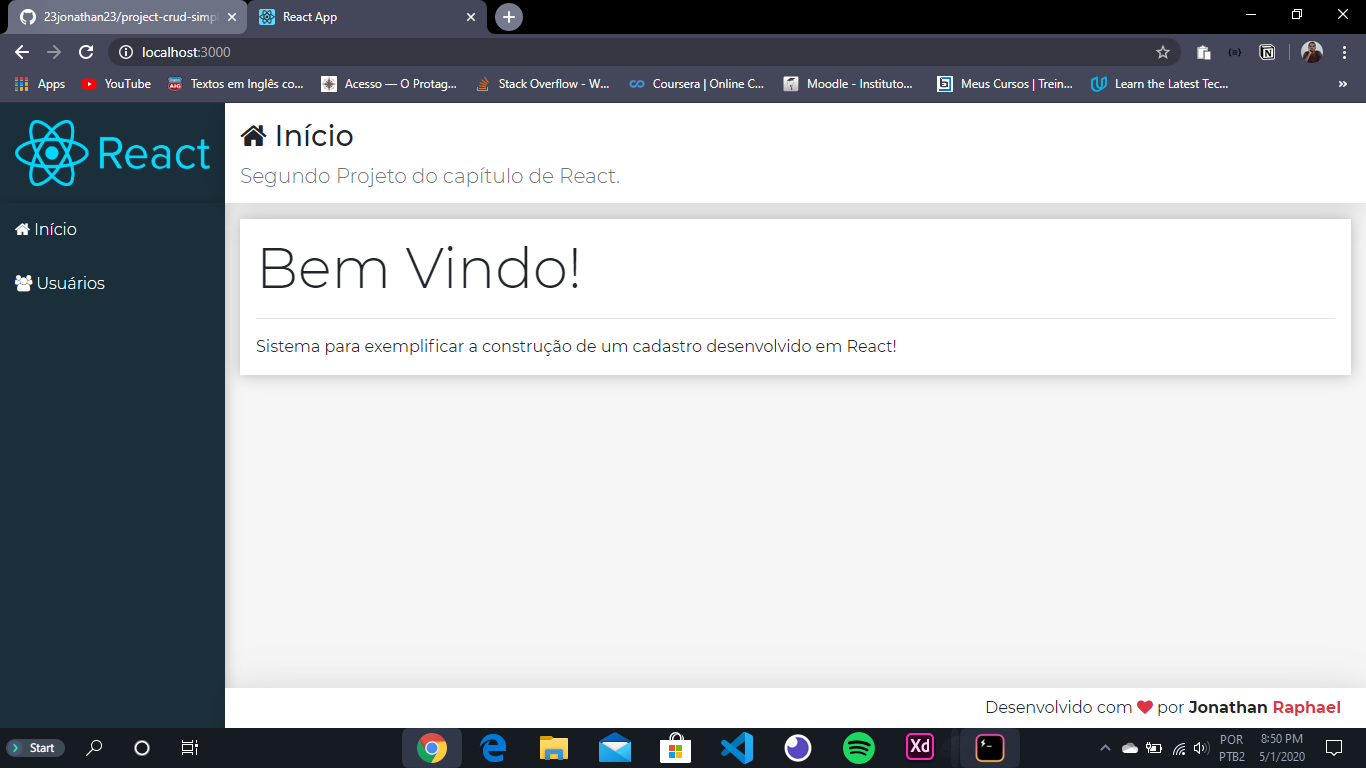 23jonathan23/project-crud-simpl
React App
localhost:3000
Apps
YouTube
Textos em Inglês co...
Acesso — O Protag...
Stack Overflow - W...
Coursera | Online C...
Moodle - Instituto...
Meus Cursos | Trein...
Learn the Latest Tec...
»
React
Início
Segundo Projeto do capítulo de React.
Início
Usuários
Bem Vindo!
Sistema para exemplificar a construção de um cadastro desenvolvido em React!
Desenvolvido com por Jonathan Raphael
Start
Xd
POR
PTB2
8:50 PM
5/1/2020